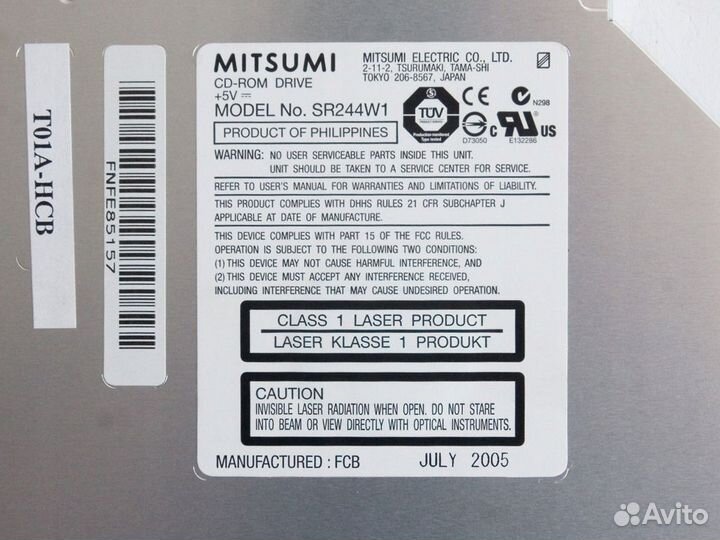 T01A-HCB
FNFE85157
MITSUMI
CD-ROM DRIVE
+5V
MODEL No. SR244W1
PRODUCT OF PHILIPPINES
MITSUMI ELECTRIC CO., LTD.
2-11-2, TSURUMAKI, TAMA-SHI
TOKYO 206-8567, JAPAN
TÜV
Production monitored
Type tested
CE
N298
D73050
C UL US
E132286
WARNING: NO USER SERVICEABLE PARTS INSIDE THIS UNIT.
UNIT SHOULD BE TAKEN TO A SERVICE CENTER FOR SERVICE.
REFER TO USER'S MANUAL FOR WARRANTIES AND LIMITATIONS OF LIABILITY.
THIS PRODUCT COMPLIES WITH DHHS RULES 21 CFR SUBCHAPTER J
APPLICABLE AT DATE OF MANUFACTURE.
THIS DEVICE COMPLIES WITH PART 15 OF THE FCC RULES.
OPERATION IS SUBJECT TO THE FOLLOWING TWO CONDITIONS:
(1) THIS DEVICE MAY NOT CAUSE HARMFUL INTERFERENCE, AND
(2) THIS DEVICE MUST ACCEPT ANY INTERFERENCE RECEIVED,
INCLUDING INTERFERENCE THAT MAY CAUSE UNDESIRED OPERATION.
CLASS 1 LASER PRODUCT
LASER KLASSE 1 PRODUKT
CAUTION
INVISIBLE LASER RADIATION WHEN OPEN. DO NOT STARE
INTO BEAM OR VIEW DIRECTLY WITH OPTICAL INSTRUMENTS.
MANUFACTURED : FCB JULY 2005
Avito